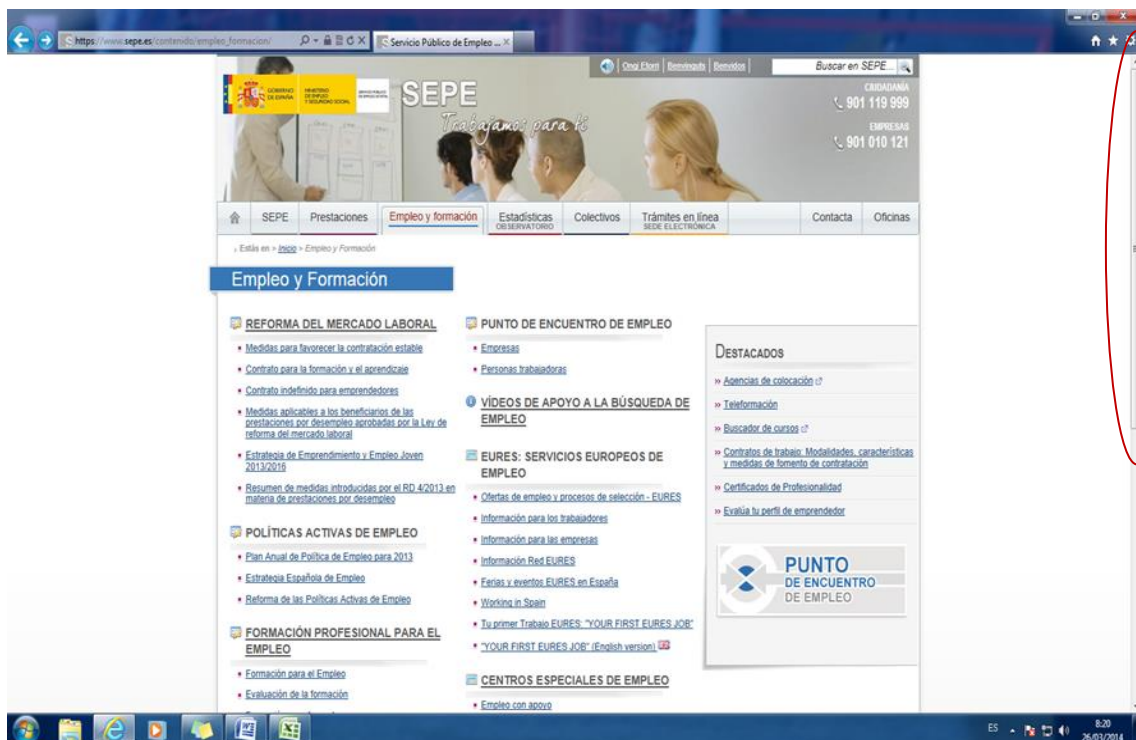 https://www.sepe.es/contenido/empleo_formacion/
Servicio Público de Empleo ... X
Ongi Etorri | Benvinguts | Benvidos |
Buscar en SEPE...
GOBIERNO DE ESPAÑA
MINISTERIO DE EMPLEO Y SEGURIDAD SOCIAL
SEPE
Trabajamos para ti
CIUDADANÍA
901 119 999
EMPRESAS
901 010 121
SEPE Prestaciones Empleo y formación Estadísticas Colectivos Trámites en línea Contacta Oficinas
OBSERVATORIO SEDE ELECTRÓNICA
Estás en > Inicio > Empleo y Formación
Empleo y Formación
REFORMA DEL MERCADO LABORAL
Medidas para favorecer la contratación estable
Contrato para la formación y el aprendizaje
Contrato indefinido para emprendedores
Medidas aplicables a los beneficiarios de las
prestaciones por desempleo aprobadas por la Ley de
reforma del mercado laboral
Estrategia de Emprendimiento y Empleo Joven
2013/2016
Resumen de medidas introducidas por el RD 4/2013 en
materia de prestaciones por desempleo
POLÍTICAS ACTIVAS DE EMPLEO
Plan Anual de Política de Empleo para 2013
Estrategia Española de Empleo
Reforma de las Políticas Activas de Empleo
FORMACIÓN PROFESIONAL PARA EL
EMPLEO
Formación para el Empleo
Evaluación de la formación
PUNTO DE ENCUENTRO DE EMPLEO
Empresas
Personas trabajadoras
VÍDEOS DE APOYO A LA BÚSQUEDA DE
EMPLEO
EURES: SERVICIOS EUROPEOS DE
EMPLEO
Ofertas de empleo y procesos de selección - EURES
Información para los trabajadores
Información para las empresas
Información Red EURES
Ferias y eventos EURES en España
Working in Spain
Tu primer Trabajo EURES: "YOUR FIRST EURES JOB"
"YOUR FIRST EURES JOB" (English version)
CENTROS ESPECIALES DE EMPLEO
Empleo con apoyo
DESTACADOS
Agencias de colocación
Teleformación
Buscador de cursos
Contratos de trabajo: Modalidades, características
y medidas de fomento de contratación
Certificados de Profesionalidad
Evalúa tu perfil de emprendedor
PUNTO
DE ENCUENTRO
DE EMPLEO
ES
8:20
26/03/2014